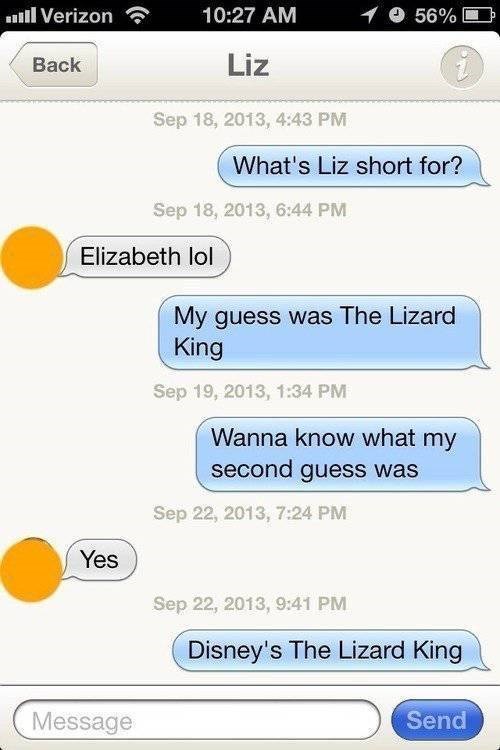 Verizon 10:27 AM 56%
Back Liz i
Sep 18, 2013, 4:43 PM
What's Liz short for?
Sep 18, 2013, 6:44 PM
Elizabeth lol
My guess was The Lizard
King
Sep 19, 2013, 1:34 PM
Wanna know what my
second guess was
Sep 22, 2013, 7:24 PM
Yes
Sep 22, 2013, 9:41 PM
Disney's The Lizard King
Message Send